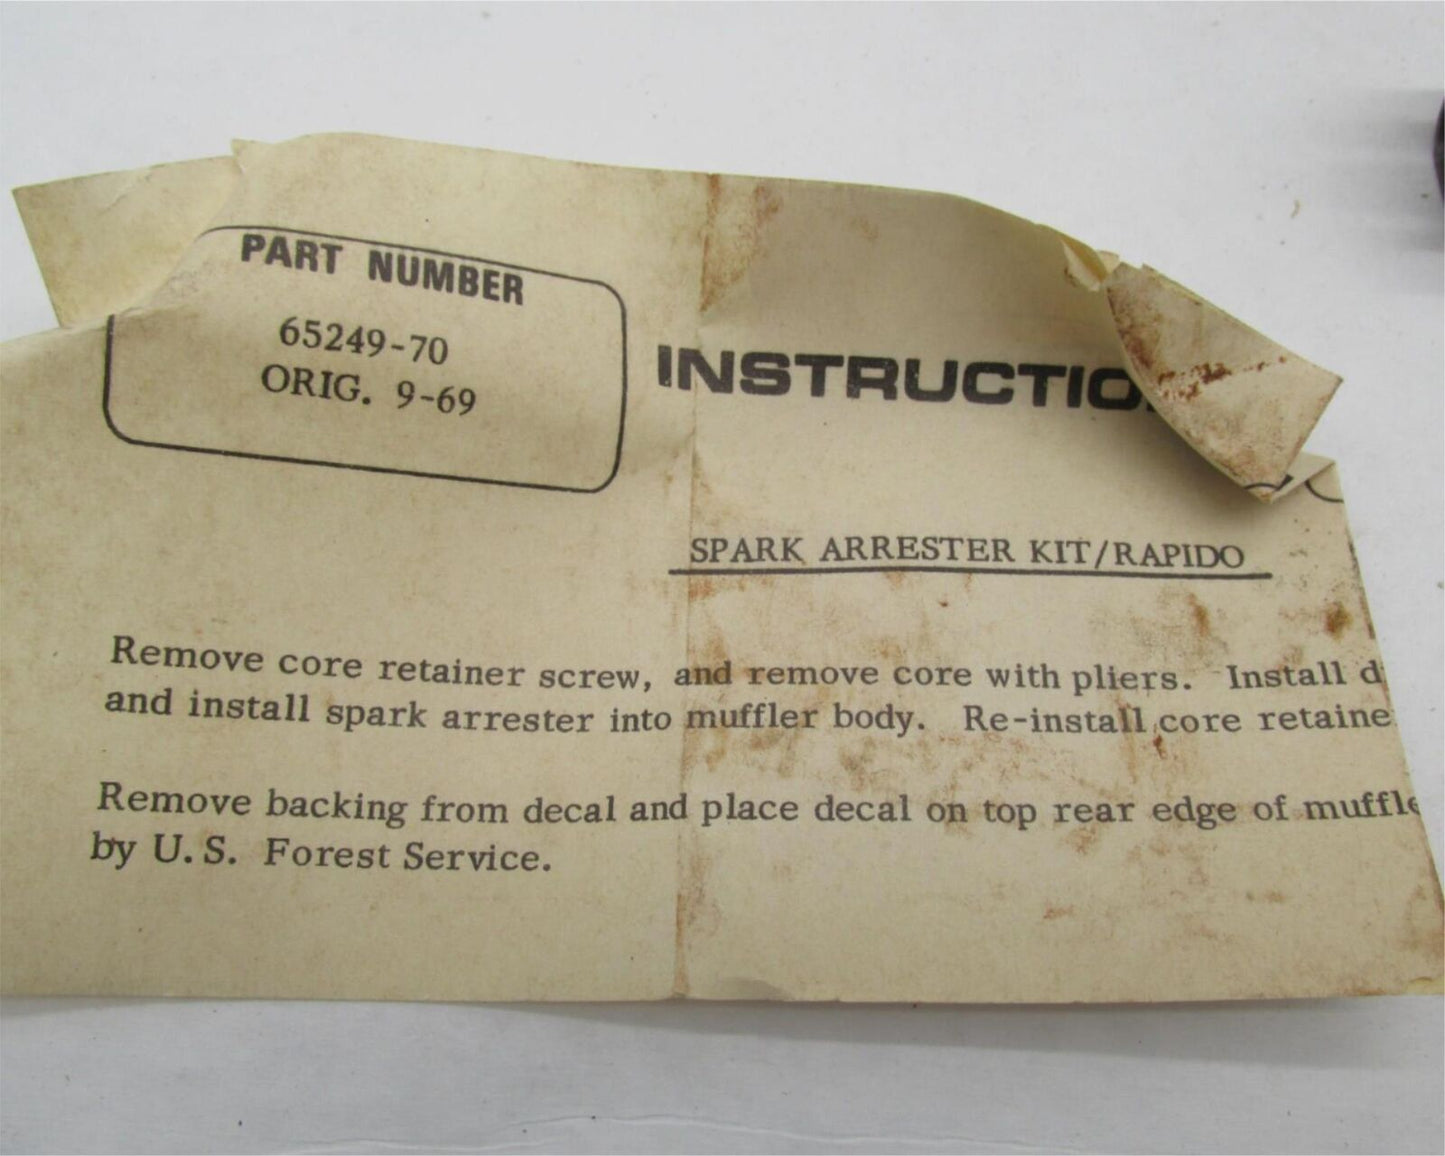 PART NUMBER
65249-70
ORIG. 9-69
INSTRUCTIO
SPARK ARRESTER KIT/RAPIDO
Remove core retainer screw, and remove core with pliers. Install d
and install spark arrester into muffler body. Re-install core retaine
Remove backing from decal and place decal on top rear edge of muffle
by U.S. Forest Service.